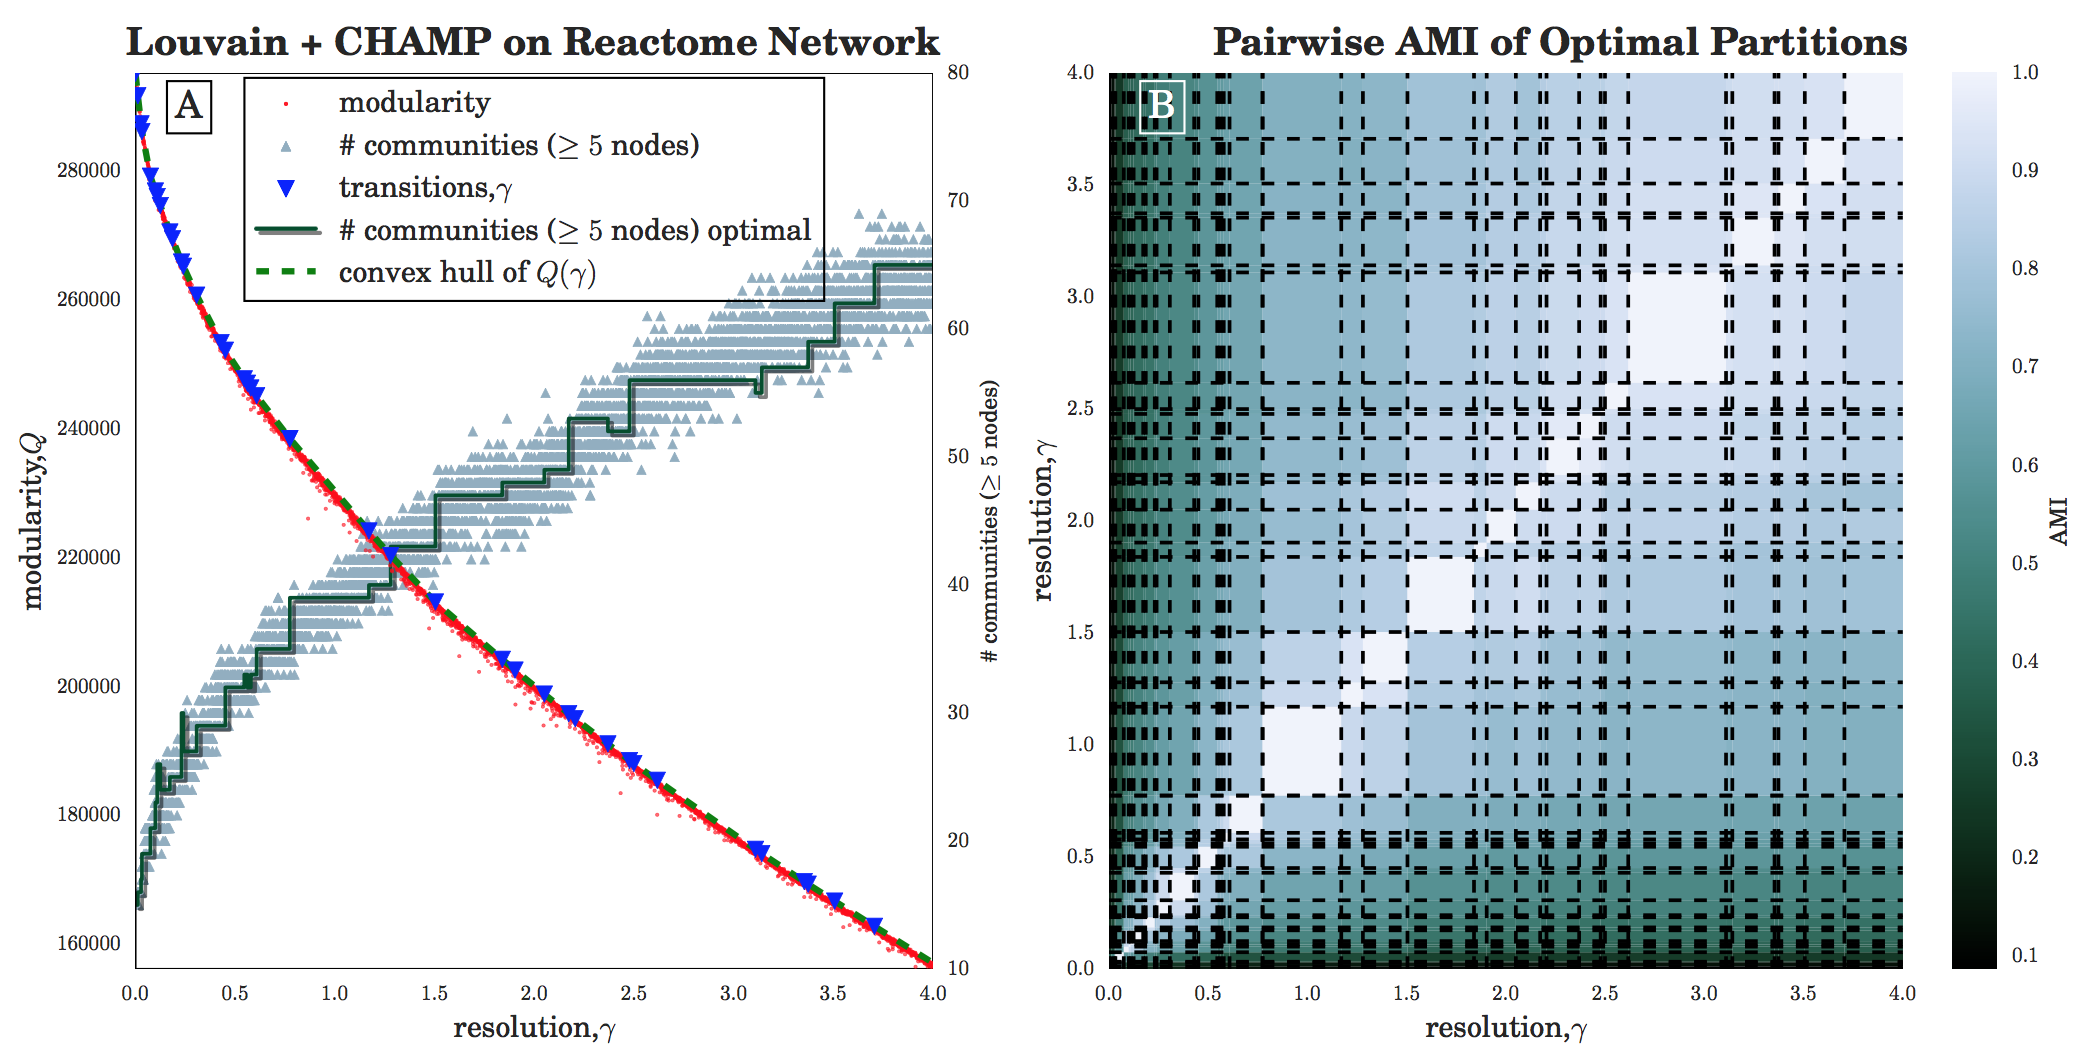 Louvain + CHAMP on Reactome Network
A
modularity
# communities (≥ 5 nodes)
transitions,γ
# communities (≥ 5 nodes) optimal
convex hull of Q(γ)
280000
260000
240000
220000
200000
180000
160000
modularity,Q
80
70
60
50
40
30
20
10
# communities (≥ 5 nodes)
0.0 0.5 1.0 1.5 2.0 2.5 3.0 3.5 4.0
resolution,γ
Pairwise AMI of Optimal Partitions
B
4.0
3.5
3.0
2.5
2.0
1.5
1.0
0.5
0.0
resolution,γ
0.0 0.5 1.0 1.5 2.0 2.5 3.0 3.5 4.0
resolution,γ
1.0
0.9
0.8
0.7
0.6
0.5
0.4
0.3
0.2
0.1
AMI